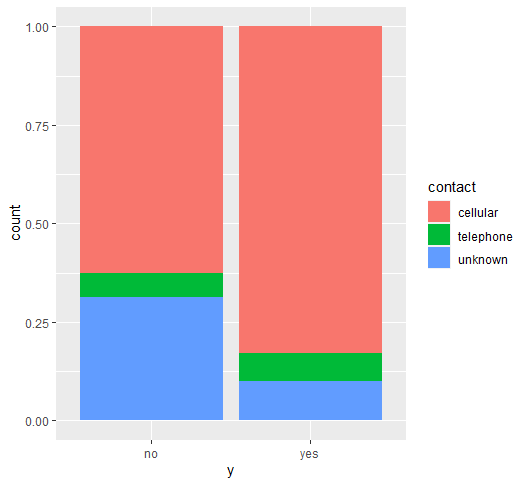 1.00
0.75
0.50
0.25
0.00
count
no yes
y
contact
cellular
telephone
unknown